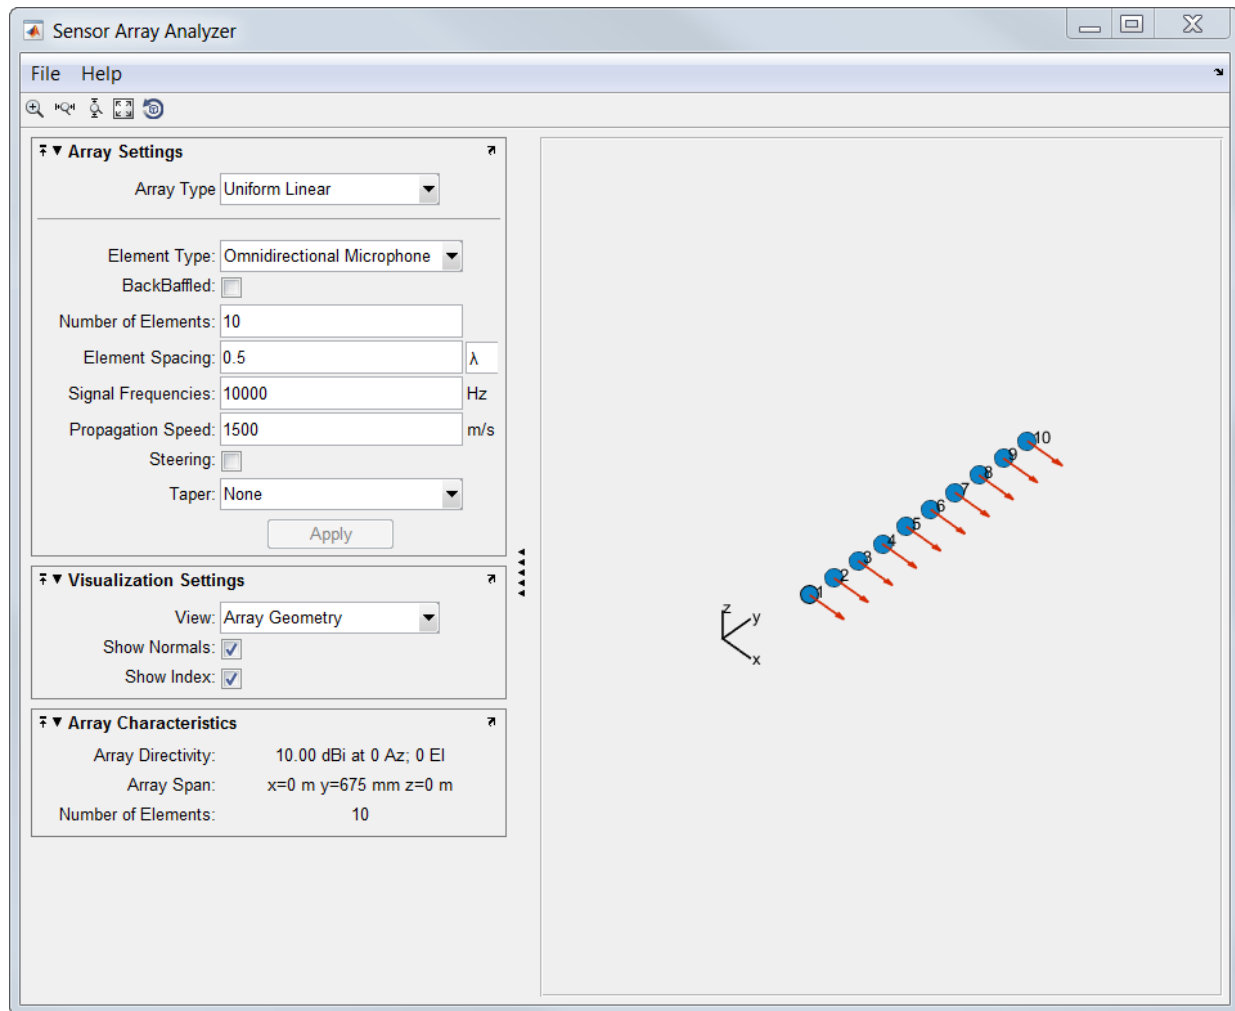 Sensor Array Analyzer
File Help
Array Settings
Array Type Uniform Linear
Element Type: Omnidirectional Microphone
BackBaffled:
Number of Elements: 10
Element Spacing: 0.5 λ
Signal Frequencies: 10000 Hz
Propagation Speed: 1500 m/s
Steering:
Taper: None
Apply
Visualization Settings
View: Array Geometry
Show Normals:
Show Index:
Array Characteristics
Array Directivity: 10.00 dBi at 0 Az; 0 El
Array Span: x=0 m y=675 mm z=0 m
Number of Elements: 10
10
9
8
7
6
5
4
3
2
1
z
y
x